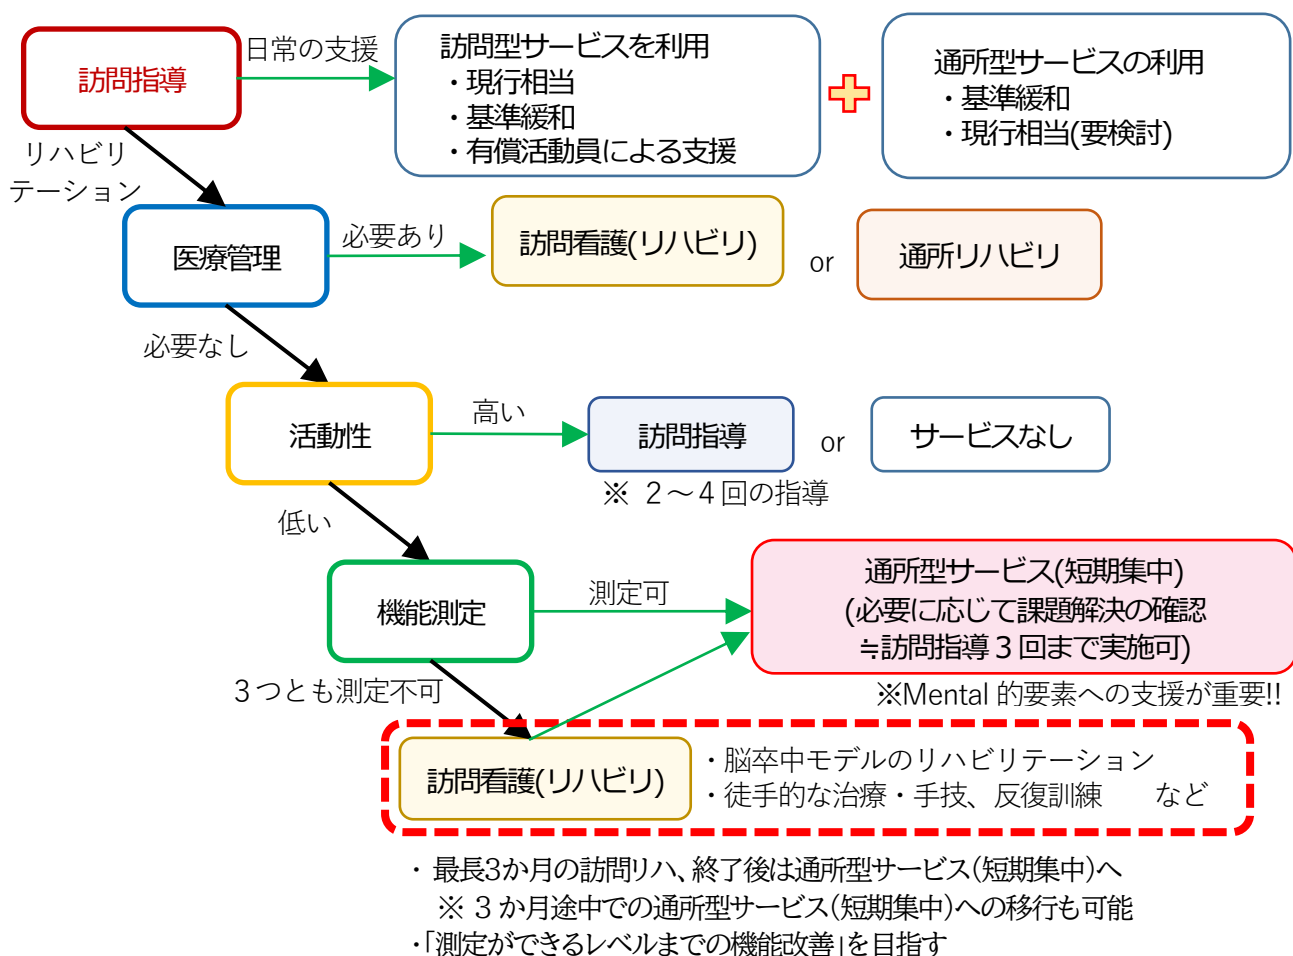 訪問指導
日常の支援
訪問型サービスを利用
・現行相当
・基準緩和
・有償活動員による支援
通所型サービスの利用
・基準緩和
・現行相当(要検討)
リハビリ
テーション
医療管理
必要あり
訪問看護(リハビリ)
or
通所リハビリ
必要なし
活動性
高い
訪問指導
or
サービスなし
※ 2～4回の指導
低い
機能測定
測定可
通所型サービス(短期集中)
(必要に応じて課題解決の確認
≒訪問指導3回まで実施可)
※Mental 的要素への支援が重要!!
3つとも測定不可
訪問看護(リハビリ)
・脳卒中モデルのリハビリテーション
・徒手的な治療・手技、反復訓練 など
・最長3か月の訪問リハ、終了後は通所型サービス(短期集中)へ
※ 3か月途中での通所型サービス(短期集中)への移行も可能
・「測定ができるレベルまでの機能改善」を目指す